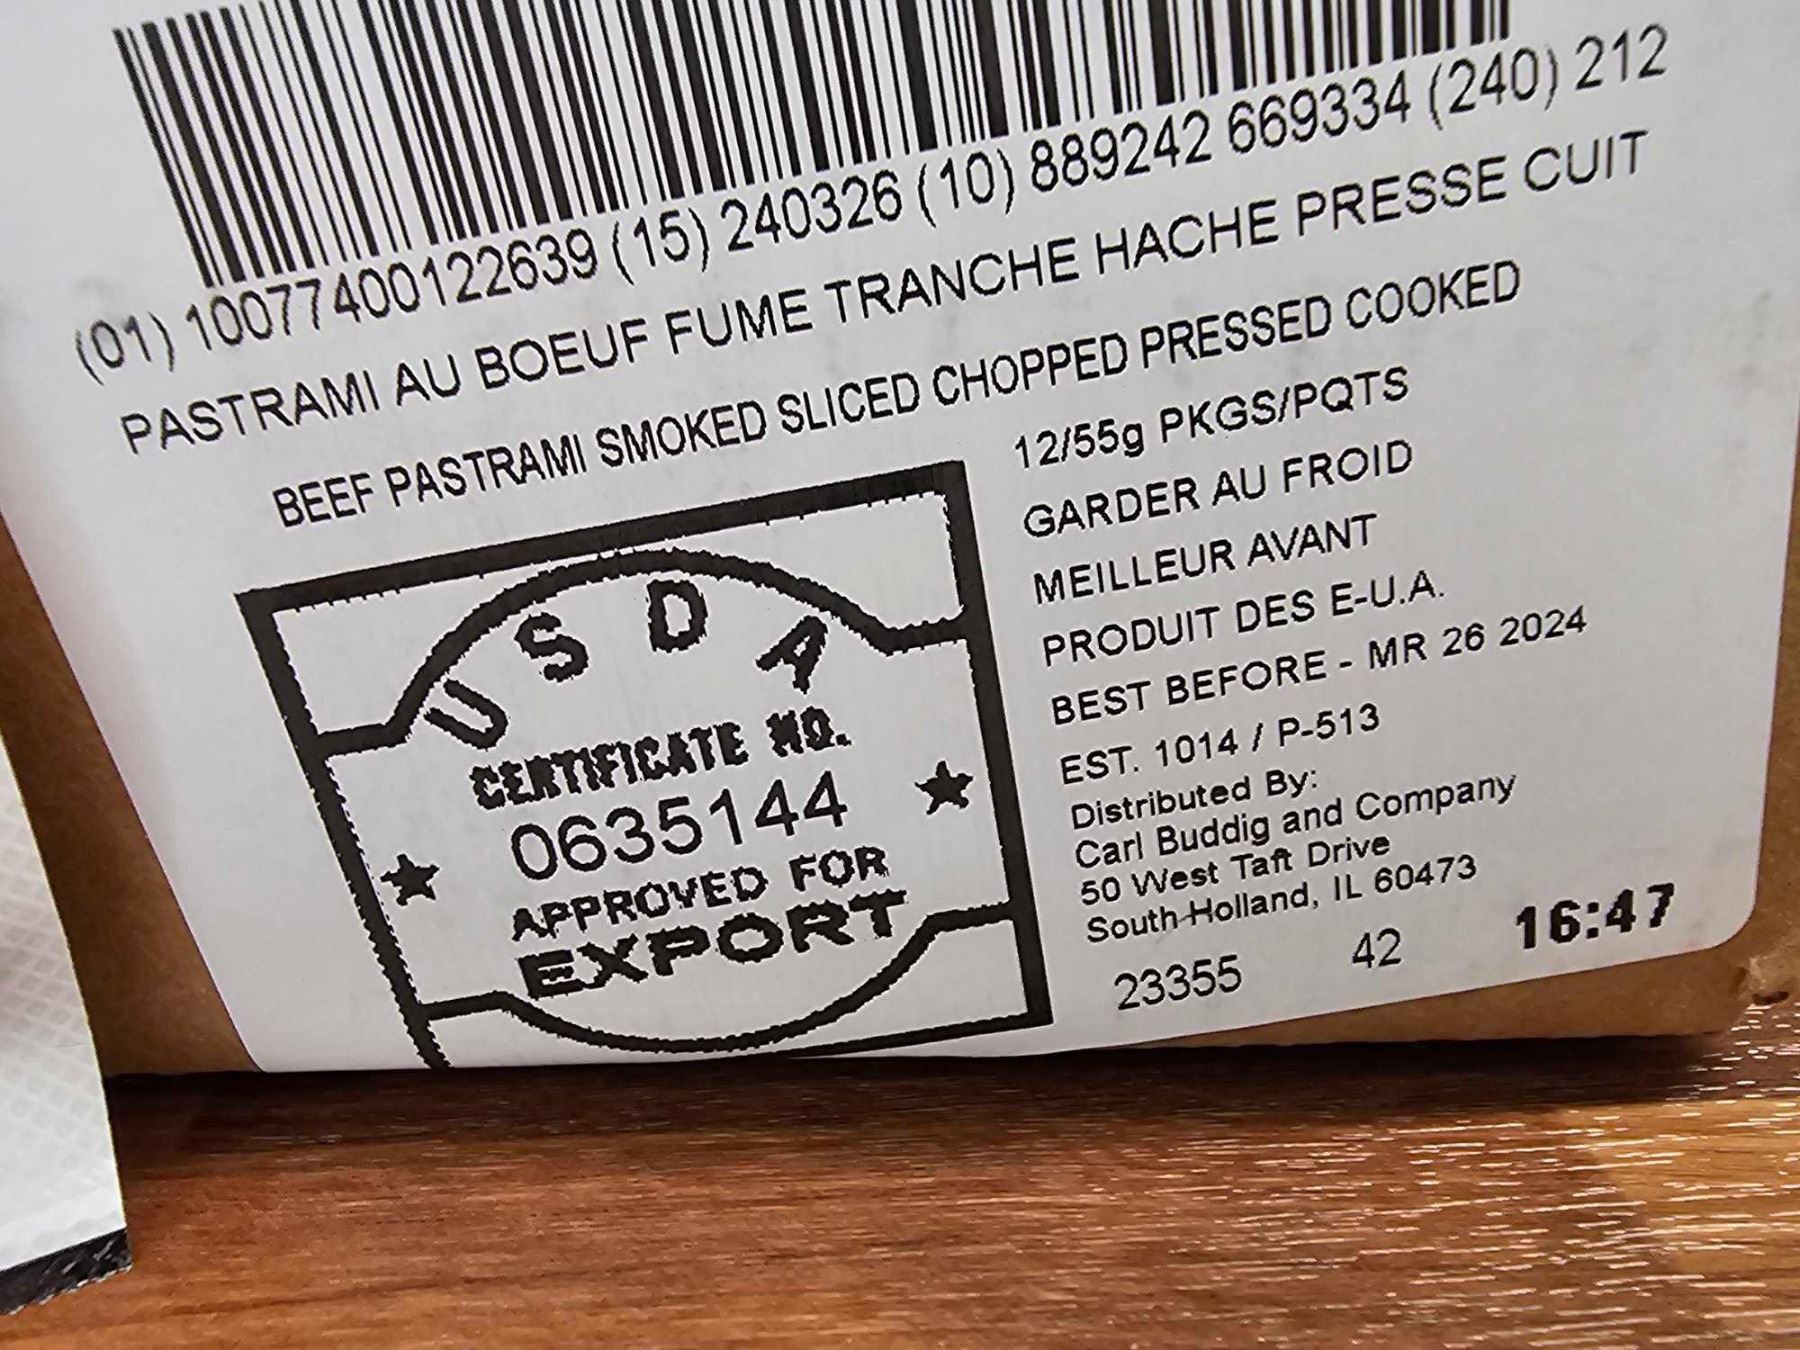 (01) 10077400122639 (15) 240326 (10) 889242 669334 (240) 212
PASTRAMI AU BOEUF FUME TRANCHE HACHE PRESSE CUIT
BEEF PASTRAMI SMOKED SLICED CHOPPED PRESSED COOKED
USDA
CERTIFICATE NO.
0635144
APPROVED FOR
EXPORT
12/55g PKGS/PQTS
GARDER AU FROID
MEILLEUR AVANT
PRODUIT DES E-U.A.
BEST BEFORE - MR 26 2024
EST. 1014 / P-513
Distributed By:
Carl Buddig and Company
50 West Taft Drive
South Holland, IL 60473
23355 42 16:47